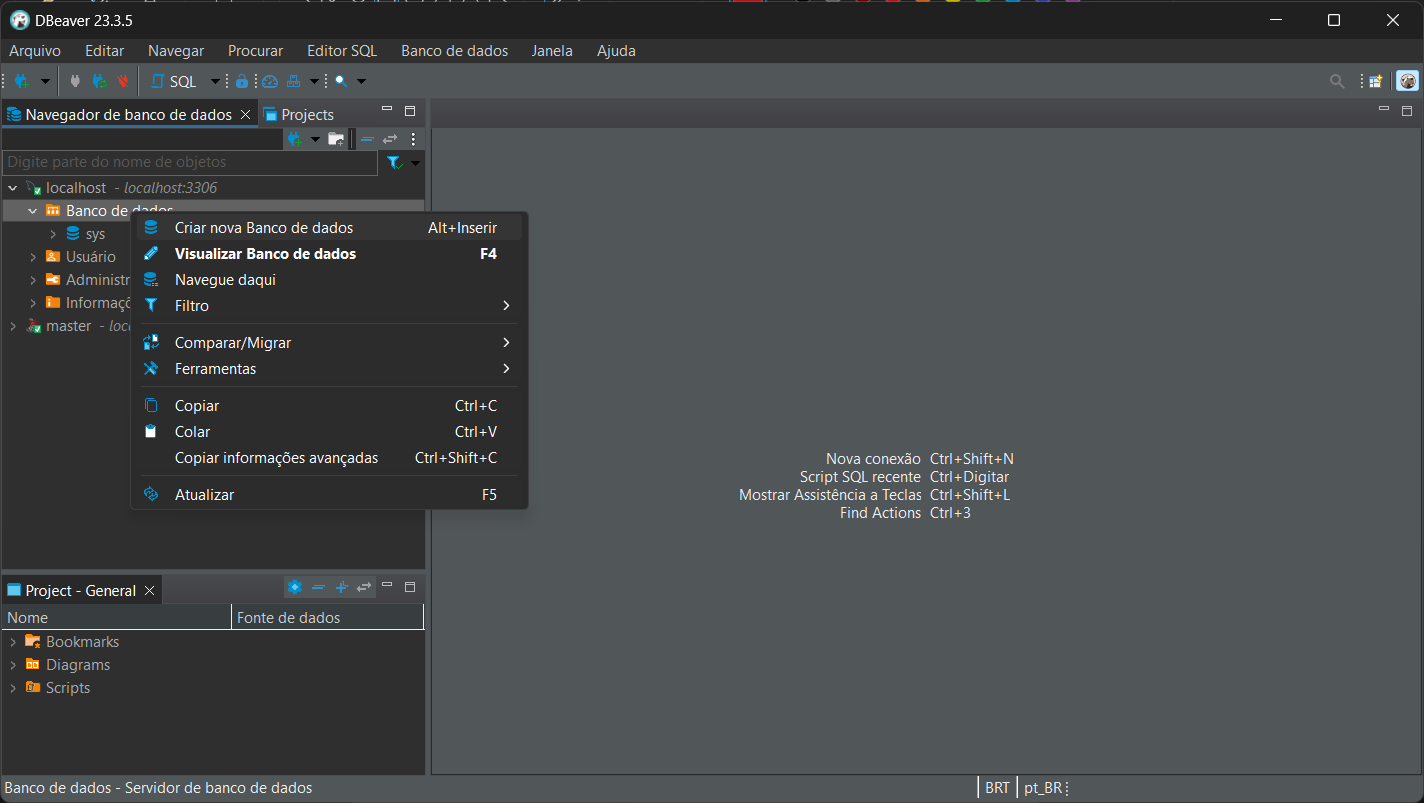 DBeaver 23.3.5
Arquivo Editar Navegar Procurar Editor SQL Banco de dados Janela Ajuda
SQL
Navegador de banco de dados Projects
Digite parte do nome de objetos
localhost - localhost:3306
Banco de dados
sys
Usuário
Administr
Informaçõ
master - loc
Criar nova Banco de dados Alt+Inserir
Visualizar Banco de dados F4
Navegue daqui
Filtro
Comparar/Migrar
Ferramentas
Copiar Ctrl+C
Colar Ctrl+V
Copiar informações avançadas Ctrl+Shift+C
Atualizar F5
Nova conexão Ctrl+Shift+N
Script SQL recente Ctrl+Digitar
Mostrar Assistência a Teclas Ctrl+Shift+L
Find Actions Ctrl+3
Project - General
Nome Fonte de dados
Bookmarks
Diagrams
Scripts
Banco de dados - Servidor de banco de dados BRT pt_BR